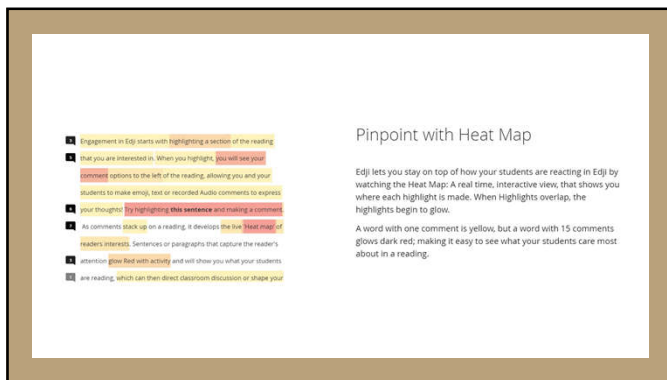 Engagement in Edji starts with highlighting a section of the reading
that you are interested in. When you highlight, you will see your
comment options to the left of the reading, allowing you and your
students to make emoji, text or recorded Audio comments to express
your thoughts! Try highlighting this sentence and making a comment.
As comments stack up on a reading, it develops the live 'Heat map' of
readers interests. Sentences or paragraphs that capture the reader's
attention glow Red with activity and will show you what your students
are reading, which can then direct classroom discussion or shape your
Pinpoint with Heat Map
Edji lets you stay on top of how your students are reacting in Edji by
watching the Heat Map: A real time, interactive view, that shows you
where each highlight is made. When Highlights overlap, the
highlights begin to glow.
A word with one comment is yellow, but a word with 15 comments
glows dark red; making it easy to see what your students care most
about in a reading.